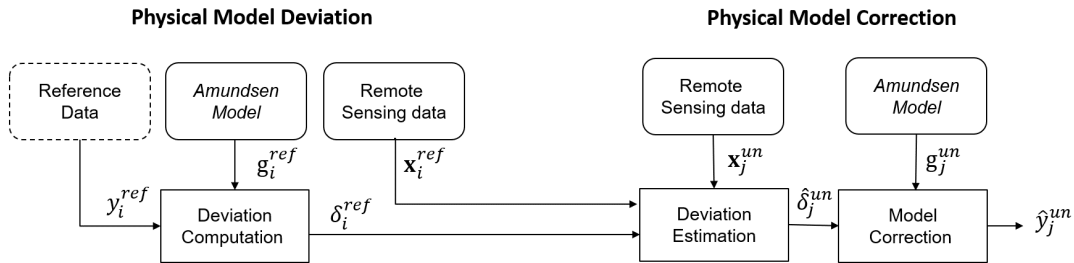 Physical Model Deviation
Physical Model Correction
Reference
Data
Amundsen
Model
Remote
Sensing data
Remote
Sensing data
Amundsen
Model
y_i^{ref}
g_i^{ref}
x_i^{ref}
x_j^{un}
g_j^{un}
Deviation
Computation
δ_i^{ref}
Deviation
Estimation
δ̂_j^{un}
Model
Correction
ŷ_j^{un}